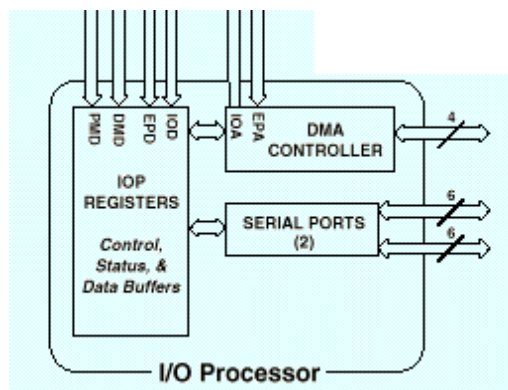 PMD
DMD
EPD
IOD
IOA
EPA
IOP
REGISTERS
Control,
Status, &
Data Buffers
DMA
CONTROLLER
4
SERIAL PORTS
(2)
6
6
I/O Processor